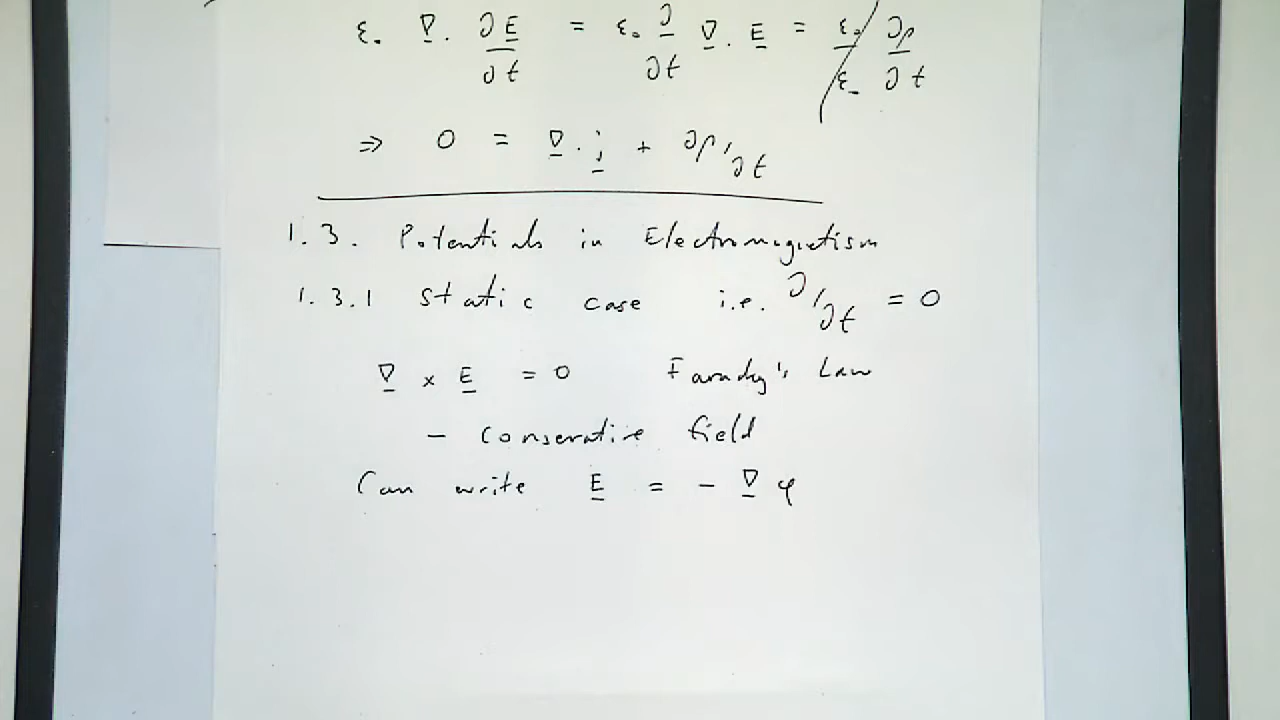 ε₀ ∇ . ∂E/∂t = ε₀ ∂/∂t ∇ . E = ε₀/ε₀ ∂ρ/∂t
⇒ 0 = ∇ . j + ∂ρ/∂t
1.3. Potentials in Electromagnetism
1.3.1 Static case i.e. ∂/∂t = 0
∇ × E = 0 Faraday's Law
- Conserative field
Can write E = - ∇ φ